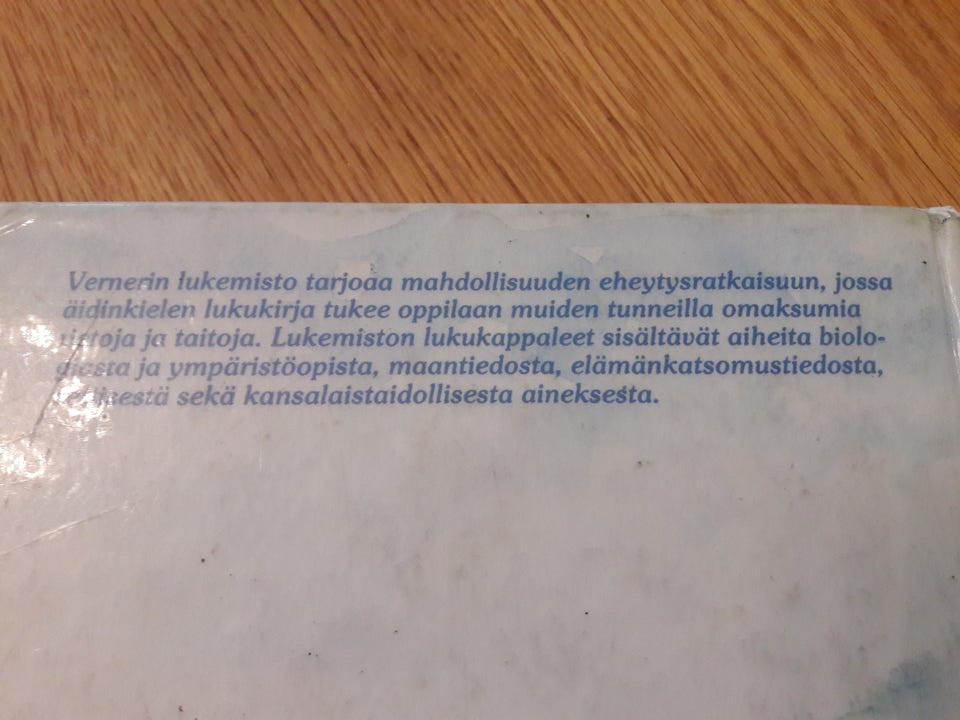 Vernerin lukemisto tarjoaa mahdollisuuden eheytysratkaisuun, jossa
äidinkielen lukukirja tukee oppilaan muiden tunneilla omaksumia
tietoja ja taitoja. Lukemiston lukukappaleet sisältävät aiheita biolo-
giasta ja ympäristöopista, maantiedosta, elämänkatsomustiedosta,
sekä kansalaistaidollisesta aineksesta.